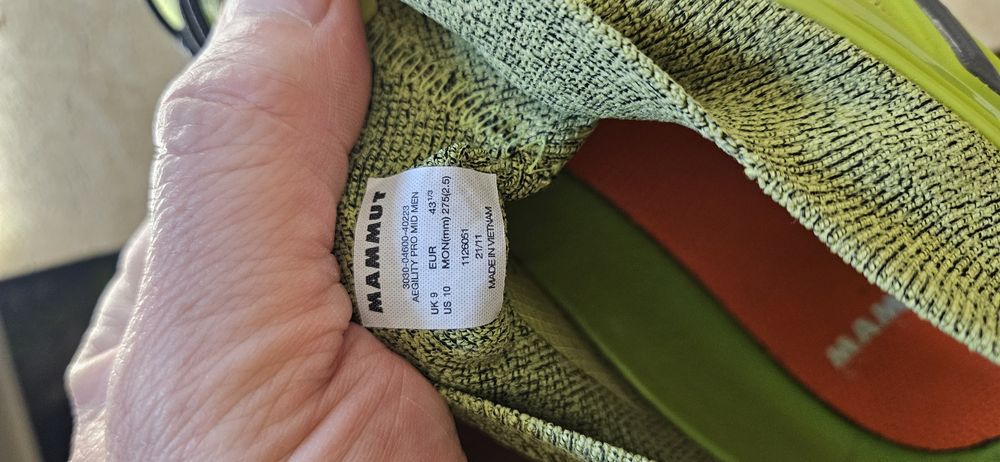 MAMMUT
3030-04600-40223
AEGILITY PRO MID MEN
UK 9 EUR 43 1/3
US 10 MON(mm) 275(2.5)
1126051
21/11
MADE IN VIETNAM
MAMM